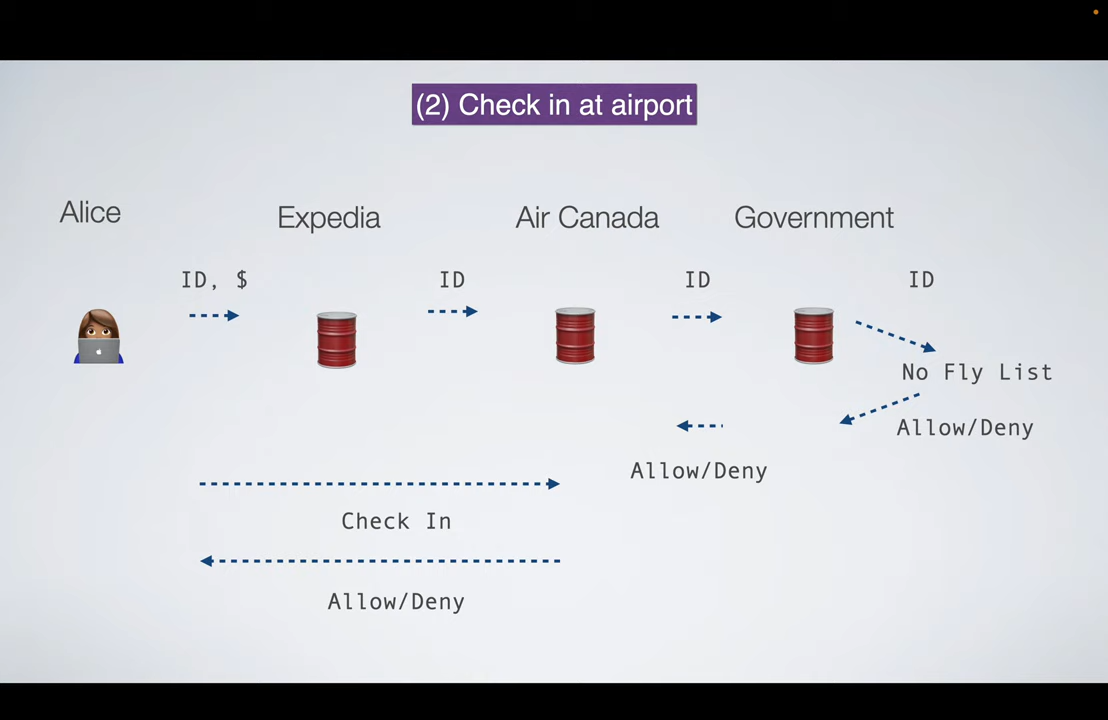 (2) Check in at airport
Alice
Expedia
Air Canada
Government
ID, $
ID
ID
ID
No Fly List
Allow/Deny
Allow/Deny
Check In
Allow/Deny